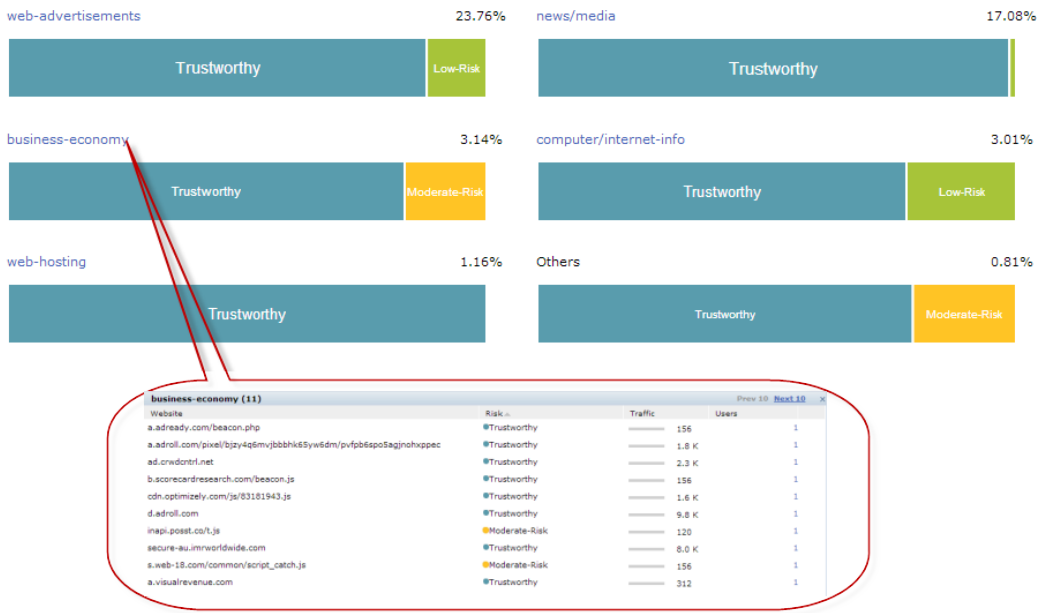 web-advertisements 23.76% news/media 17.08%
Trustworthy Low-Risk Trustworthy
business-economy 3.14% computer/internet-info 3.01%
Trustworthy Moderate-Risk Trustworthy Low-Risk
web-hosting 1.16% Others 0.81%
Trustworthy Trustworthy Moderate-Risk
business-economy (11) Prev 10 Next 10 x
Website Risk Traffic Users
a.adready.com/beacon.php Trustworthy 156 1
a.adroll.com/pixel/bjzy4q6mvjbbbhk65yw6dm/pvfpb6spo5agjnohxppec Trustworthy 1.8 K 1
ad.crwdcntrl.net Trustworthy 2.3 K 1
b.scorecardresearch.com/beacon.js Trustworthy 156 1
cdn.optimizely.com/js/83181943.js Trustworthy 1.6 K 1
d.adroll.com Trustworthy 9.8 K 1
inapi.posst.co/t.js Moderate-Risk 120 1
secure-au.imrworldwide.com Trustworthy 8.0 K 1
s.web-18.com/common/script_catch.js Moderate-Risk 156 1
a.visualrevenue.com Trustworthy 312 1